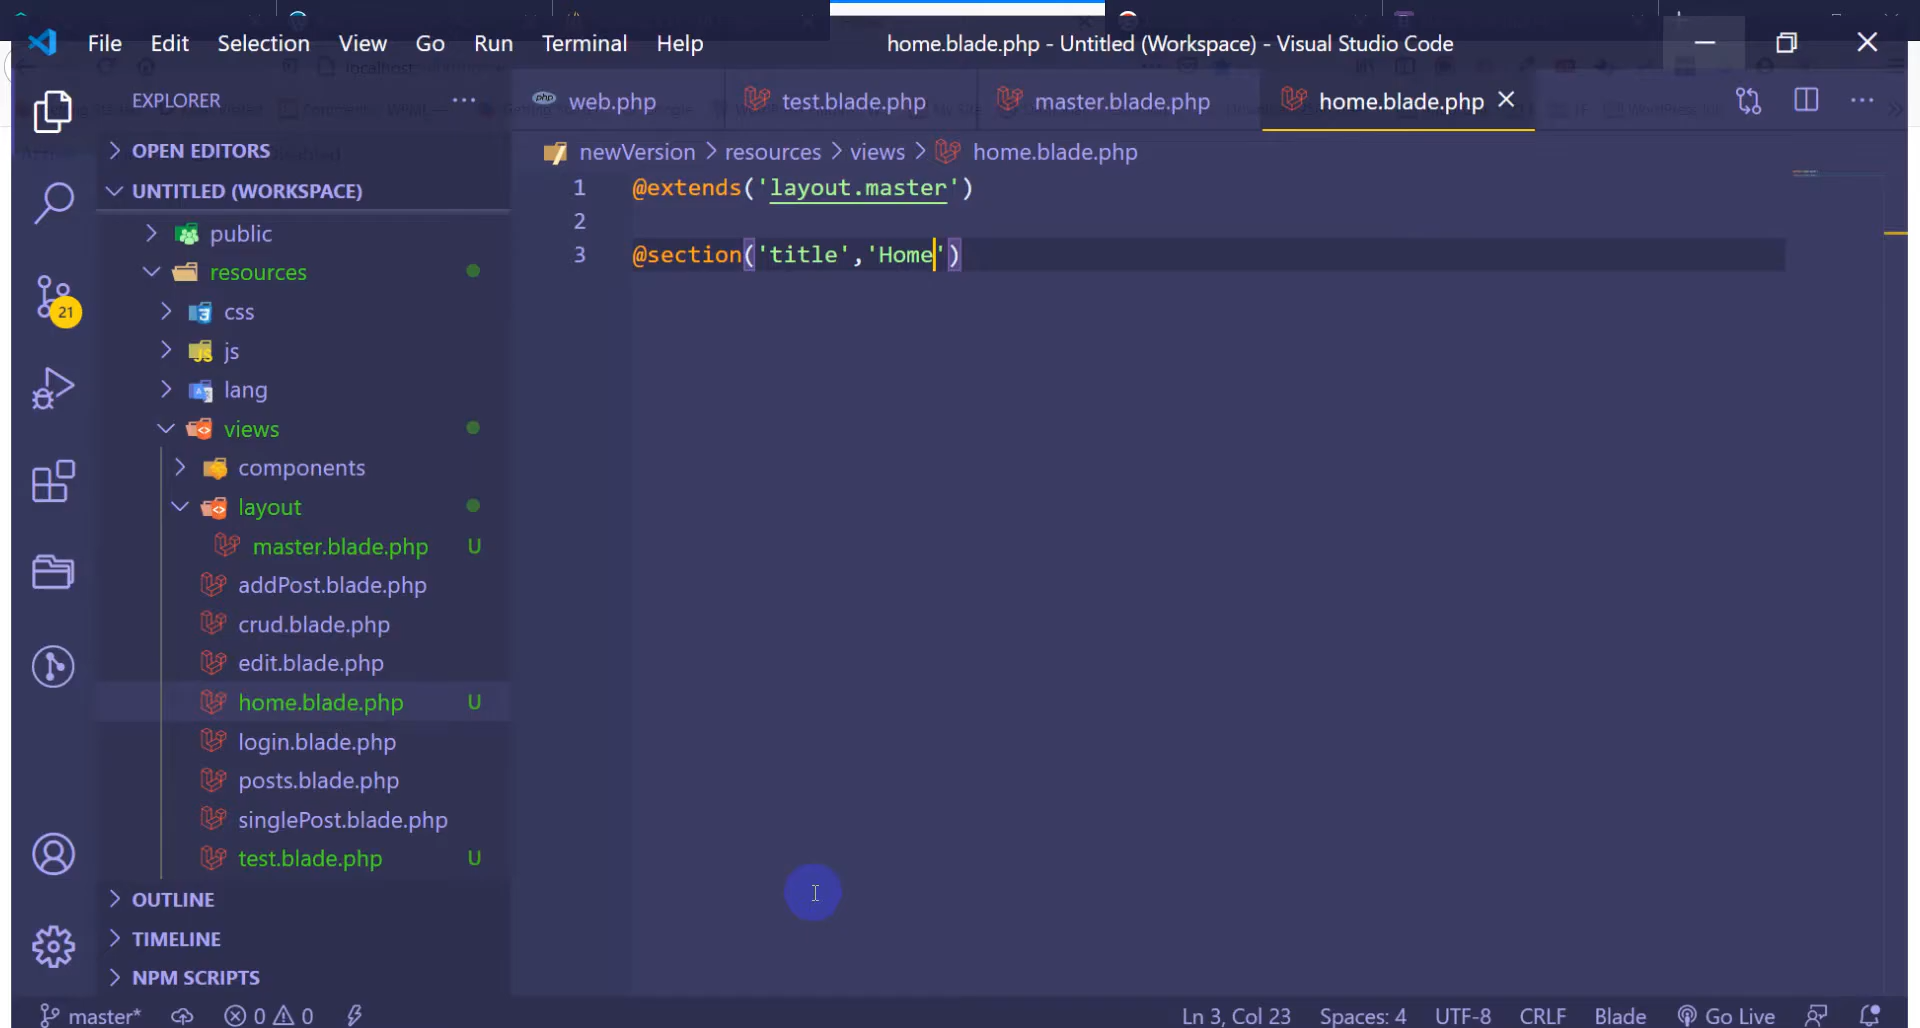 File Edit Selection View Go Run Terminal Help
home.blade.php - Untitled (Workspace) - Visual Studio Code
EXPLORER
web.php
test.blade.php
master.blade.php
home.blade.php
OPEN EDITORS
UNTITLED (WORKSPACE)
public
resources
css
js
lang
views
components
layout
master.blade.php U
addPost.blade.php
crud.blade.php
edit.blade.php
home.blade.php U
login.blade.php
posts.blade.php
singlePost.blade.php
test.blade.php U
OUTLINE
TIMELINE
NPM SCRIPTS
21
newVersion > resources > views > home.blade.php
1 @extends('layout.master')
2
3 @section('title','Home')
master* 0 0
Ln 3, Col 23 Spaces: 4 UTF-8 CRLF Blade Go Live